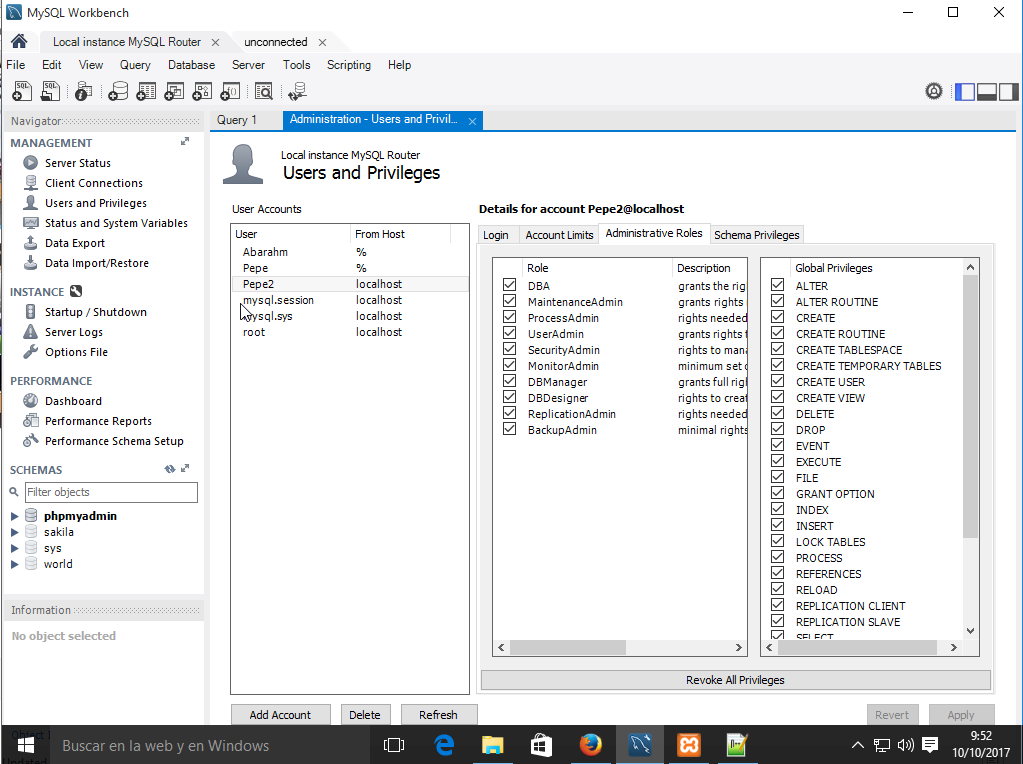 MySQL Workbench
Local instance MySQL Router
unconnected
File Edit View Query Database Server Tools Scripting Help
Navigator
Query 1
Administration - Users and Privil...
MANAGEMENT
Server Status
Client Connections
Users and Privileges
Status and System Variables
Data Export
Data Import/Restore
INSTANCE
Startup / Shutdown
Server Logs
Options File
PERFORMANCE
Dashboard
Performance Reports
Performance Schema Setup
SCHEMAS
Filter objects
phpmyadmin
sakila
sys
world
Information
No object selected
Local instance MySQL Router
Users and Privileges
User Accounts
User From Host
Abarahm %
Pepe %
Pepe2 localhost
mysql.session localhost
mysql.sys localhost
root localhost
Add Account Delete Refresh
Details for account Pepe2@localhost
Login Account Limits Administrative Roles Schema Privileges
Role Description
DBA grants the rig
MaintenanceAdmin grants rights
ProcessAdmin rights needed
UserAdmin grants rights
SecurityAdmin rights to mana
MonitorAdmin minimum set
DBManager grants full righ
DBDesigner rights to creat
ReplicationAdmin rights needed
BackupAdmin minimal rights
Global Privileges
ALTER
ALTER ROUTINE
CREATE
CREATE ROUTINE
CREATE TABLESPACE
CREATE TEMPORARY TABLES
CREATE USER
CREATE VIEW
DELETE
DROP
EVENT
EXECUTE
FILE
GRANT OPTION
INDEX
INSERT
LOCK TABLES
PROCESS
REFERENCES
RELOAD
REPLICATION CLIENT
REPLICATION SLAVE
SELECT
Revoke All Privileges
Revert Apply
Buscar en la web y en Windows
9:52
10/10/2017